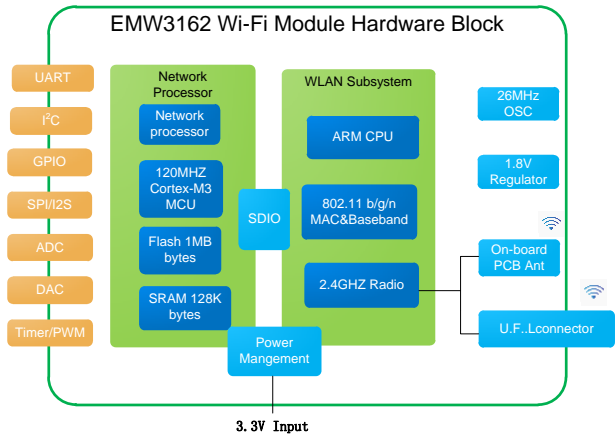 EMW3162 Wi-Fi Module Hardware Block
UART
I²C
GPIO
SPI/I2S
ADC
DAC
Timer/PWM
Network
Processor
Network
processor
120MHZ
Cortex-M3
MCU
Flash 1MB
bytes
SRAM 128K
bytes
SDIO
Power
Mangement
3.3V Input
WLAN Subsystem
ARM CPU
802.11 b/g/n
MAC&Baseband
2.4GHZ Radio
26MHz
OSC
1.8V
Regulator
On-board
PCB Ant
U.F..Lconnector